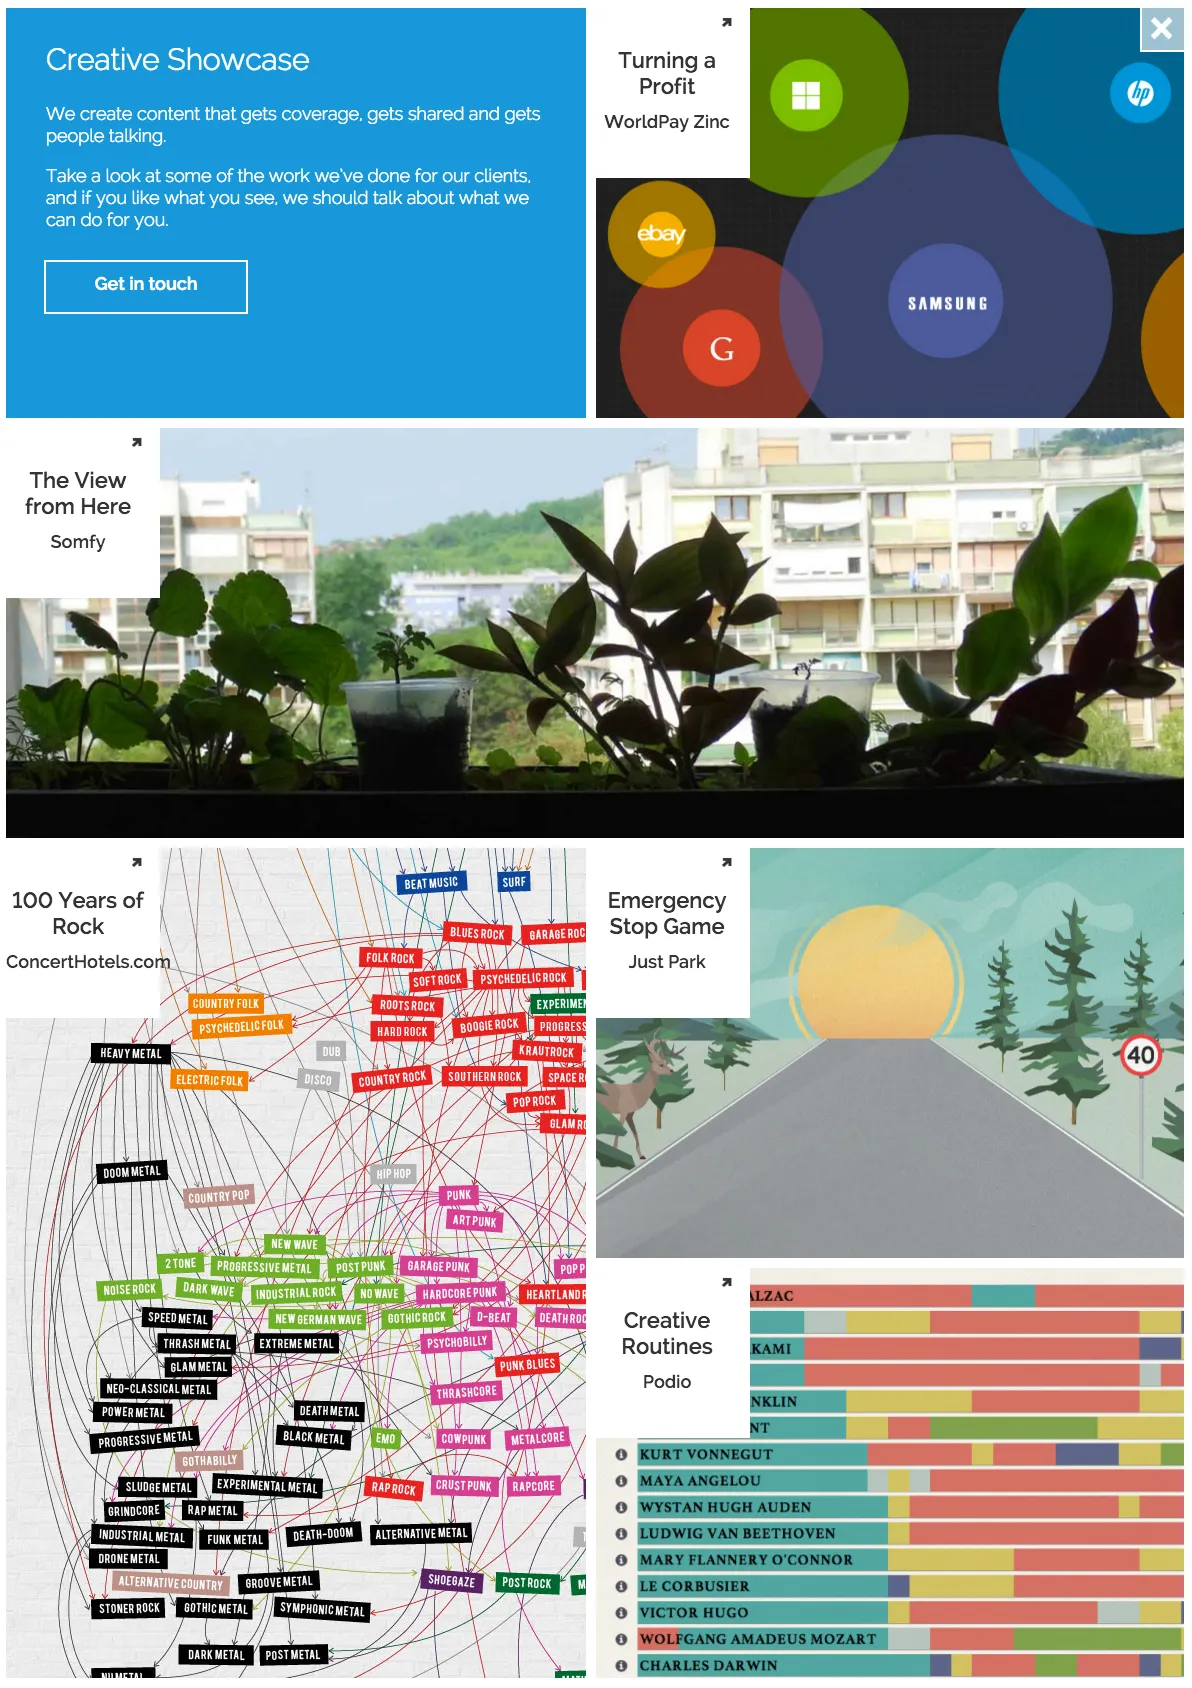 Creative Showcase
We create content that gets coverage, gets shared and gets
people talking.
Take a look at some of the work we've done for our clients,
and if you like what you see, we should talk about what we
can do for you.
Get in touch
Turning a
Profit
WorldPay Zinc
hp
ebay
SAMSUNG
G
The View
from Here
Somfy
100 Years of
Rock
ConcertHotels.com
BEAT MUSIC
SURF
BLUES ROCK
GARAGE ROC
FOLK ROCK
SOFT ROCK
PSYCHEDELIC ROCK
COUNTRY FOLK
ROOTS ROCK
EXPERIMEN
PSYCHEDELIC FOLK
HARD ROCK
BOOGIE ROCK
PROGRESS
HEAVY METAL
DUB
KRAUTROCK
ELECTRIC FOLK
DISCO
COUNTRY ROCK
SOUTHERN ROCK
SPACE RO
POP ROCK
GLAM RO
DOOM METAL
HIP HOP
COUNTRY POP
PUNK
ART PUNK
NEW WAVE
2 TONE
PROGRESSIVE METAL
POST PUNK
GARAGE PUNK
POP P
NOISE ROCK
DARK WAVE
INDUSTRIAL ROCK
NO WAVE
HARDCORE PUNK
HEARTLAND R
SPEED METAL
NEW GERMAN WAVE
GOTHIC ROCK
D-BEAT
DEATH ROC
THRASH METAL
EXTREME METAL
PSYCHOBILLY
GLAM METAL
PUNK BLUES
NEO-CLASSICAL METAL
THRASHCORE
POWER METAL
DEATH METAL
PROGRESSIVE METAL
BLACK METAL
EMO
COWPUNK
METALCORE
GOTHABILLY
SLUDGE METAL
EXPERIMENTAL METAL
RAP ROCK
CRUST PUNK
RAPCORE
GRINDCORE
RAP METAL
INDUSTRIAL METAL
FUNK METAL
DEATH-DOOM
ALTERNATIVE METAL
DRONE METAL
ALTERNATIVE COUNTRY
GROOVE METAL
SHOEGAZE
POST ROCK
STONER ROCK
GOTHIC METAL
SYMPHONIC METAL
DARK METAL
POST METAL
NU METAL
Emergency
Stop Game
Just Park
40
Creative
Routines
Podio
ALZAC
KAMI
NKLIN
NT
KURT VONNEGUT
MAYA ANGELOU
WYSTAN HUGH AUDEN
LUDWIG VAN BEETHOVEN
MARY FLANNERY O'CONNOR
LE CORBUSIER
VICTOR HUGO
WOLFGANG AMADEUS MOZART
CHARLES DARWIN